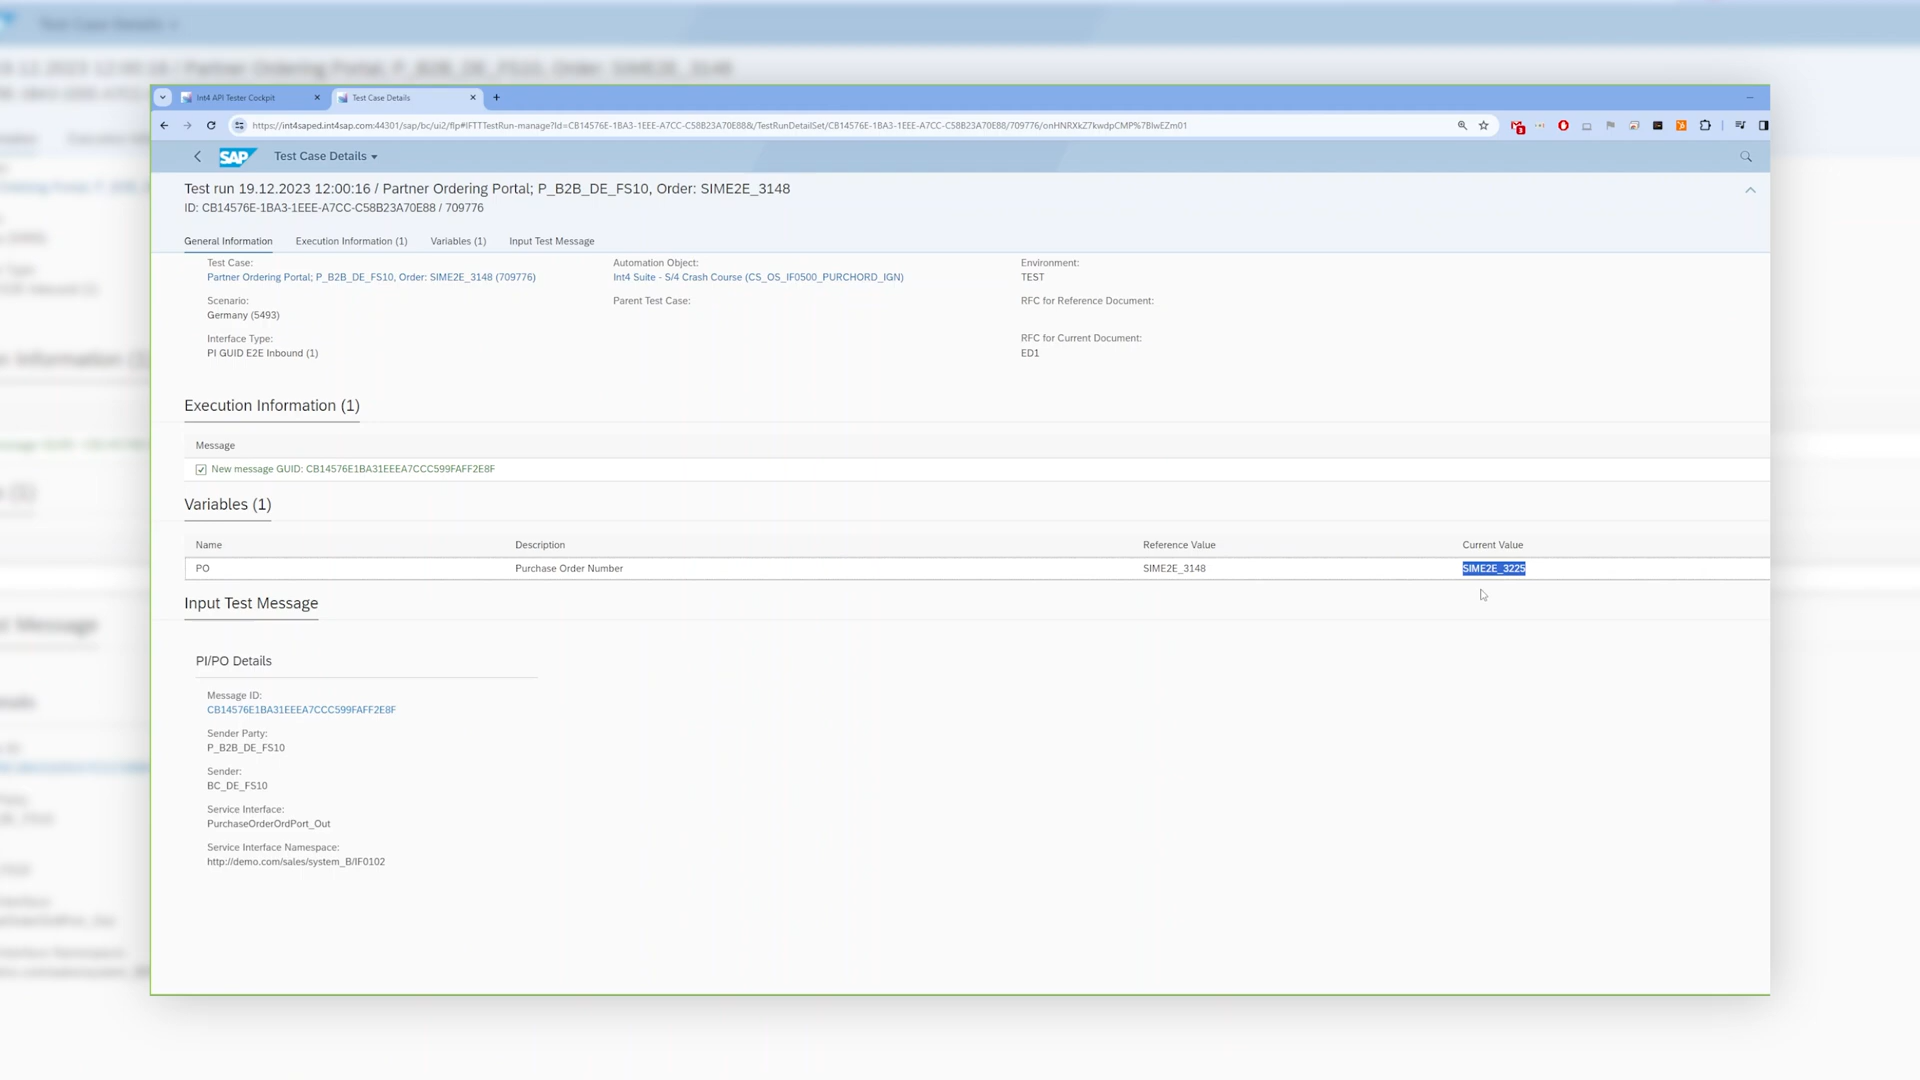 Test Case Details
Int4 API Tester Cockpit
Test Case Details
https://int4saped.int4sap.com:44301/sap/bc/ui2/flp#IFTTTestRun-manage?Id=CB14576E-1BA3-1EEE-A7CC-C58B23A70E88&/TestRunDetailSet/CB14576E-1BA3-1EEE-A7CC-C58B23A70E88/709776/onHNRXkZ7kwdpCMP%7BlwEZm01
SAP
Test Case Details
Test run 19.12.2023 12:00:16 / Partner Ordering Portal; P_B2B_DE_FS10, Order: SIME2E_3148
ID: CB14576E-1BA3-1EEE-A7CC-C58B23A70E88 / 709776
General Information
Execution Information (1)
Variables (1)
Input Test Message
Test Case:
Partner Ordering Portal; P_B2B_DE_FS10, Order: SIME2E_3148 (709776)
Scenario:
Germany (5493)
Interface Type:
PI GUID E2E Inbound (1)
Automation Object:
Int4 Suite - S/4 Crash Course (CS_OS_IF0500_PURCHORD_IGN)
Parent Test Case:
Environment:
TEST
RFC for Reference Document:
RFC for Current Document:
ED1
Execution Information (1)
Message
New message GUID: CB14576E1BA31EEEA7CCC599FAFF2E8F
Variables (1)
Name Description Reference Value Current Value
PO Purchase Order Number SIME2E_3148 SIME2E_3225
Input Test Message
PI/PO Details
Message ID:
CB14576E1BA31EEEA7CCC599FAFF2E8F
Sender Party:
P_B2B_DE_FS10
Sender:
BC_DE_FS10
Service Interface:
PurchaseOrderOrdPort_Out
Service Interface Namespace:
http://demo.com/sales/system_B/IF0102